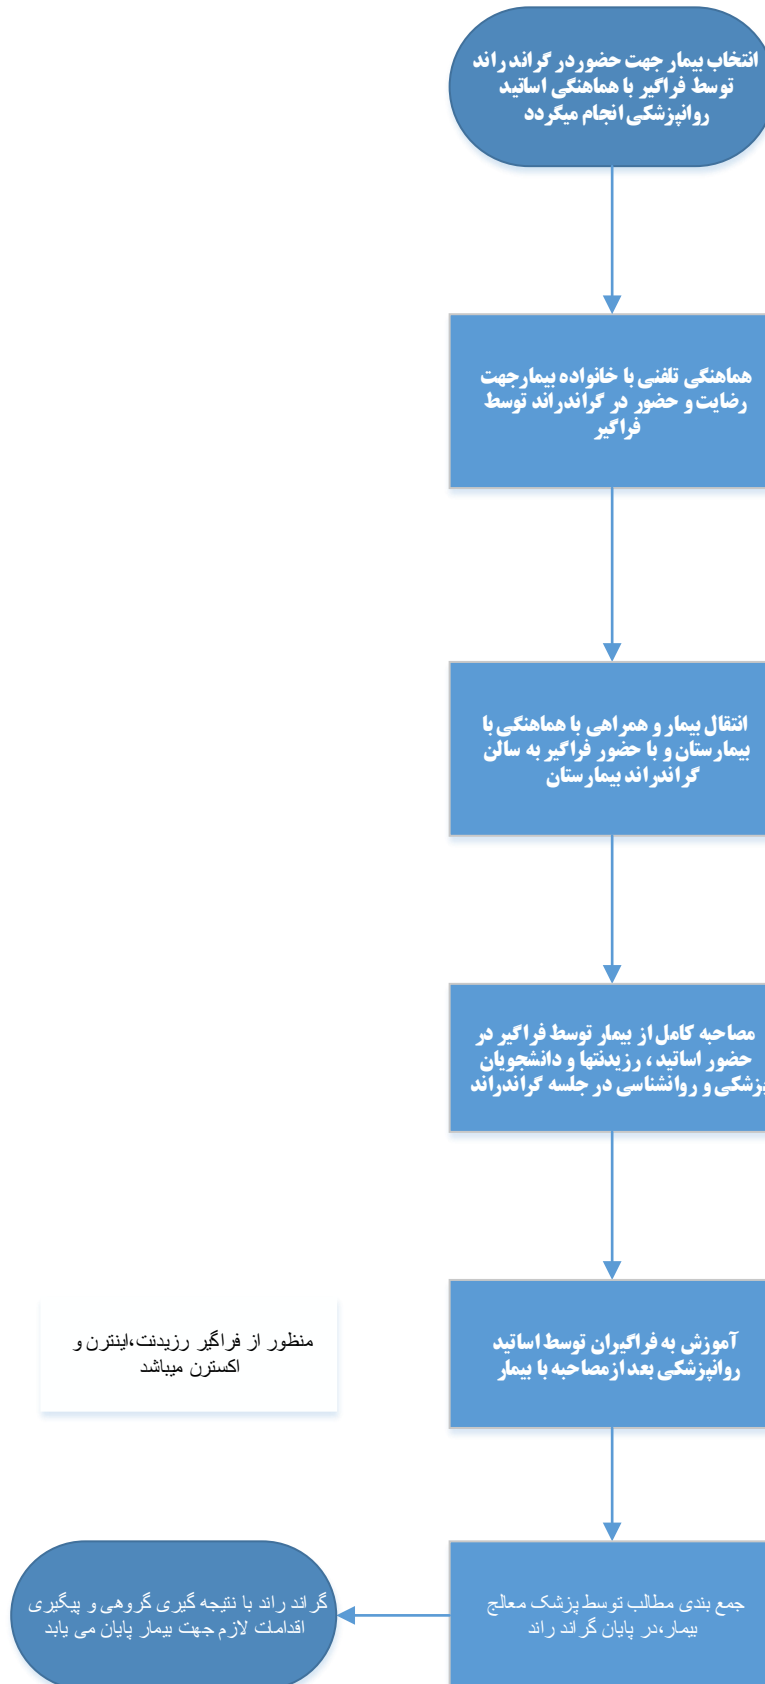 انتخاب بیمار جهت حضوردر گراند راند
توسط فراگیر با هماهنگی اساتید
روانپزشکی انجام میگردد
هماهنگی تلفنی با خانواده بیمارجهت
رضایت و حضور در گراندراند توسط
فراگیر
انتقال بیمار و همراهی با هماهنگی با
بیمارستان و با حضور فراگیر به سالن
گراندراند بیمارستان
مصاحبه کامل از بیمار توسط فراگیر در
حضور اساتید ، رزیدنتها و دانشجویان
پزشکی و روانشناسی در جلسه گراندراند
آموزش به فراگیران توسط اساتید
روانپزشکی بعد ازمصاحبه با بیمار
منظور از فراگیر رزیدنت،اینترن و
اکسترن میباشد
جمع بندی مطالب توسط پزشک معالج
بیمار،در پایان گراند راند
گراند راند با نتیجه گیری گروهی و پیگیری
اقدامات لازم جهت بیمار پایان می یابد